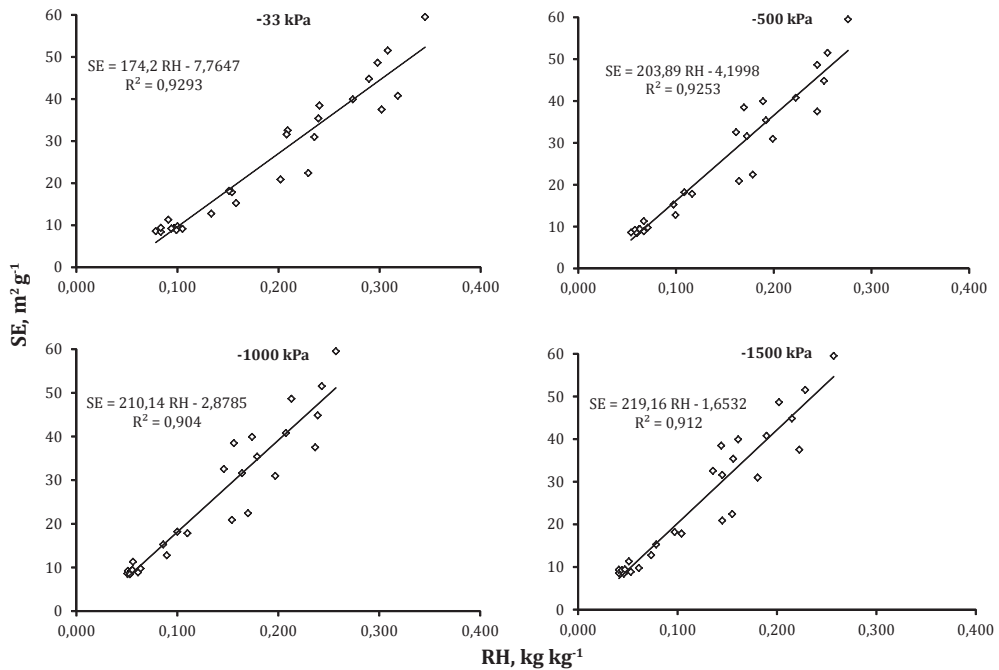 -33 kPa
SE = 174,2 RH - 7,7647
R² = 0,9293
60
50
40
30
20
10
0
0,000 0,100 0,200 0,300 0,400
-500 kPa
SE = 203,89 RH - 4,1998
R² = 0,9253
60
50
40
30
20
10
0
0,000 0,100 0,200 0,300 0,400
SE, m² g⁻¹
-1000 kPa
SE = 210,14 RH - 2,8785
R² = 0,904
60
50
40
30
20
10
0
0,000 0,100 0,200 0,300 0,400
-1500 kPa
SE = 219,16 RH - 1,6532
R² = 0,912
60
50
40
30
20
10
0
0,000 0,100 0,200 0,300 0,400
RH, kg kg⁻¹